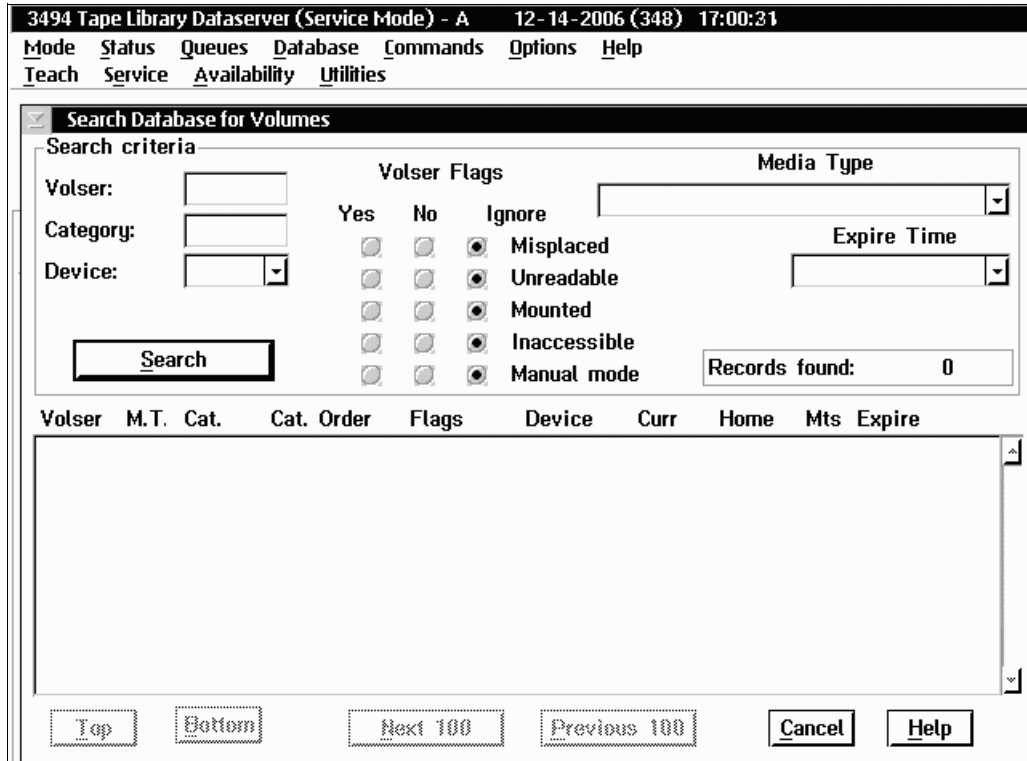 3494 Tape Library Dataserver (Service Mode) - A 12-14-2006 (348) 17:00:31
Mode Status Queues Database Commands Options Help
Teach Service Availability Utilities
Search Database for Volumes
Search criteria
Volser Flags
Media Type
Volser:
Yes No Ignore
Category:
Misplaced
Expire Time
Device:
Unreadable
Mounted
Inaccessible
Search
Manual mode
Records found: 0
Volser M.T. Cat. Cat. Order Flags Device Curr Home Mts Expire
Top Bottom Next 100 Previous 100 Cancel Help